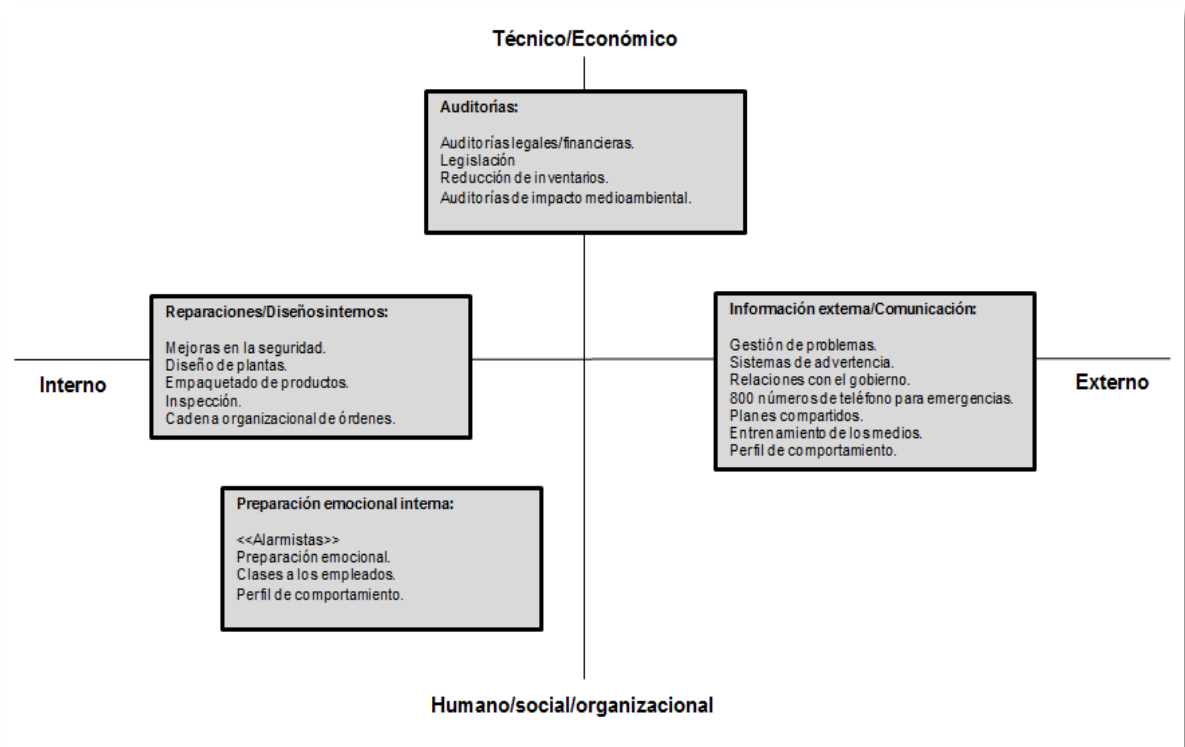 Técnico/Económico
Auditorías:
Auditorías legales/financieras.
Legislación
Reducción de inventarios.
Auditorías de impacto medioambiental.
Reparaciones/Diseños internos:
Mejoras en la seguridad.
Diseño de plantas.
Empaquetado de productos.
Inspección.
Cadena organizacional de órdenes.
Información externa/Comunicación:
Gestión de problemas.
Sistemas de advertencia.
Relaciones con el gobierno.
800 números de teléfono para emergencias.
Planes compartidos.
Entrenamiento de los medios.
Perfil de comportamiento.
Interno
Externo
Preparación emocional interna:
<<Alarmistas>>
Preparación emocional.
Clases a los empleados.
Perfil de comportamiento.
Humano/social/organizacional